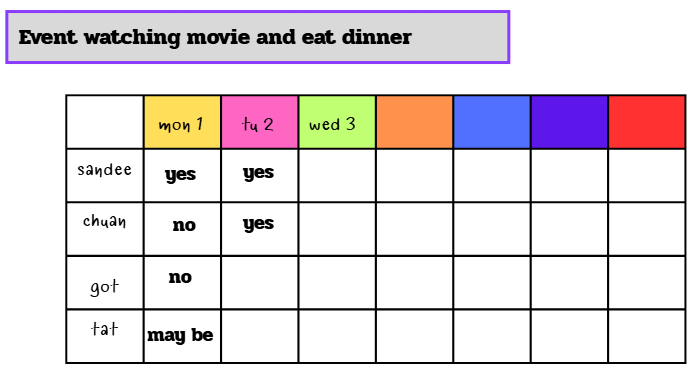 Event watching movie and eat dinner
mon 1 tu 2 wed 3
sandee yes yes
chuan no yes
got no
tat may be